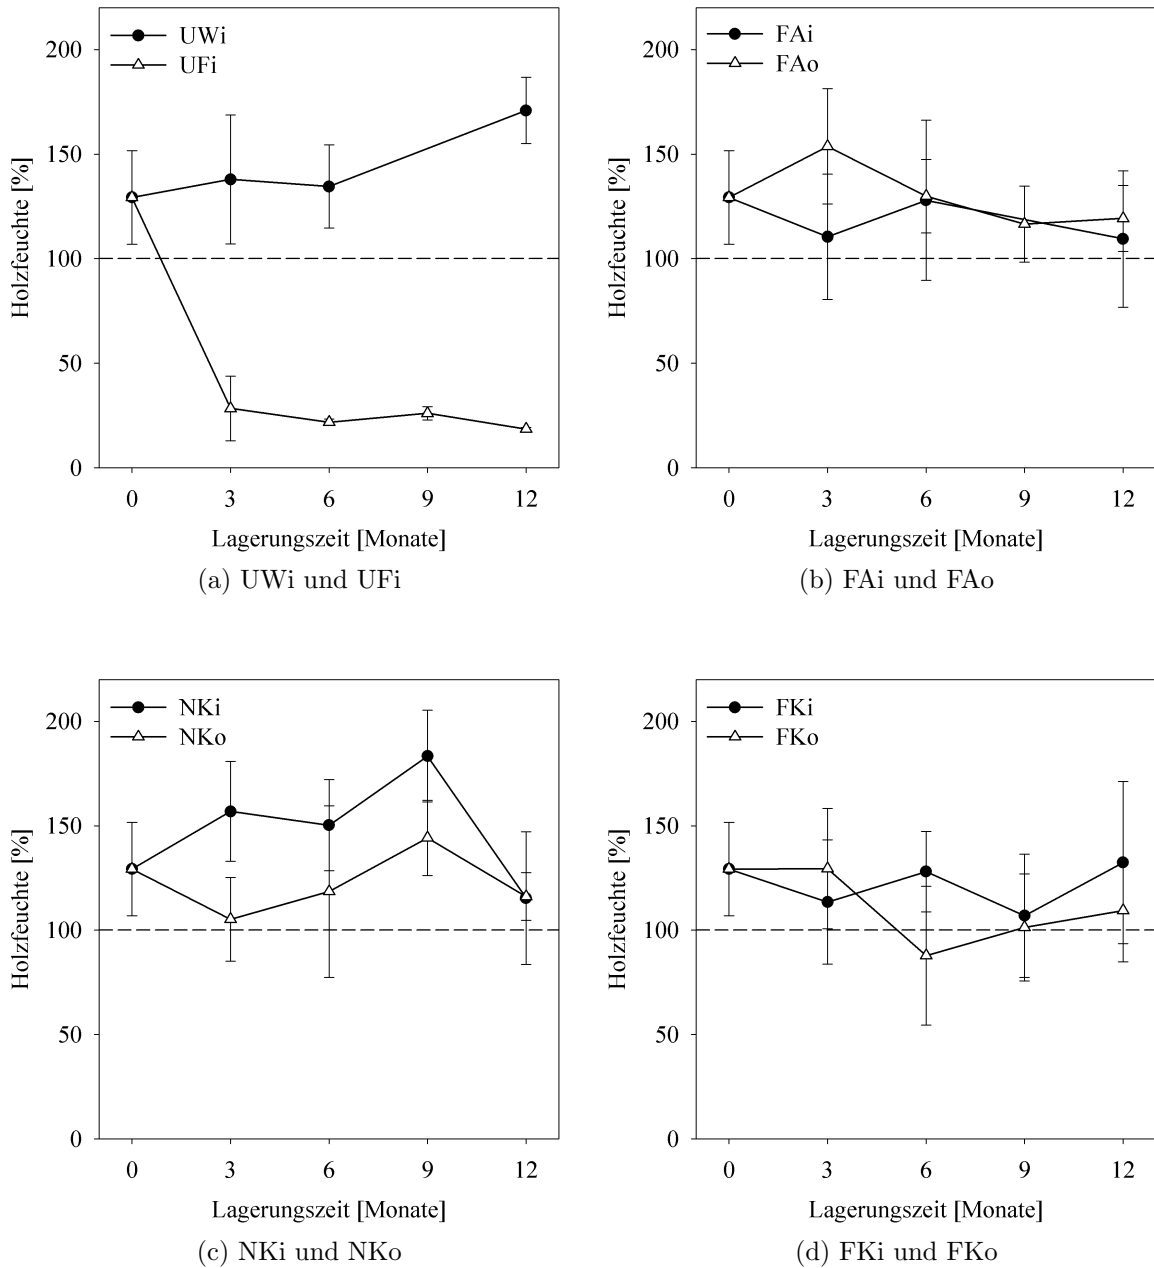 UWi
UFi
200
150
100
50
0
Holzfeuchte [%]
0 3 6 9 12
Lagerungszeit [Monate]
(a) UWi und UFi
FAi
FAo
200
150
100
50
0
Holzfeuchte [%]
0 3 6 9 12
Lagerungszeit [Monate]
(b) FAi und FAo
NKi
NKo
200
150
100
50
0
Holzfeuchte [%]
0 3 6 9 12
Lagerungszeit [Monate]
(c) NKi und NKo
FKi
FKo
200
150
100
50
0
Holzfeuchte [%]
0 3 6 9 12
Lagerungszeit [Monate]
(d) FKi und FKo